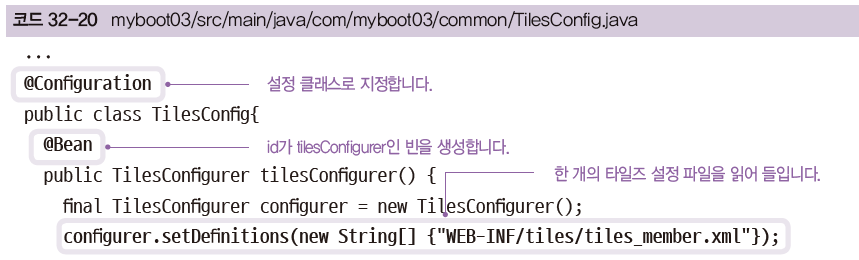 코드 32-20 myboot03/src/main/java/com/myboot03/common/TilesConfig.java
...
@Configuration 설정 클래스로 지정합니다.
public class TilesConfig{
@Bean id가 tilesConfigurer인 빈을 생성합니다.
public TilesConfigurer tilesConfigurer() { 한 개의 타일즈 설정 파일을 읽어 들입니다.
final TilesConfigurer configurer = new TilesConfigurer();
configurer.setDefinitions(new String[] {"WEB-INF/tiles/tiles_member.xml"});